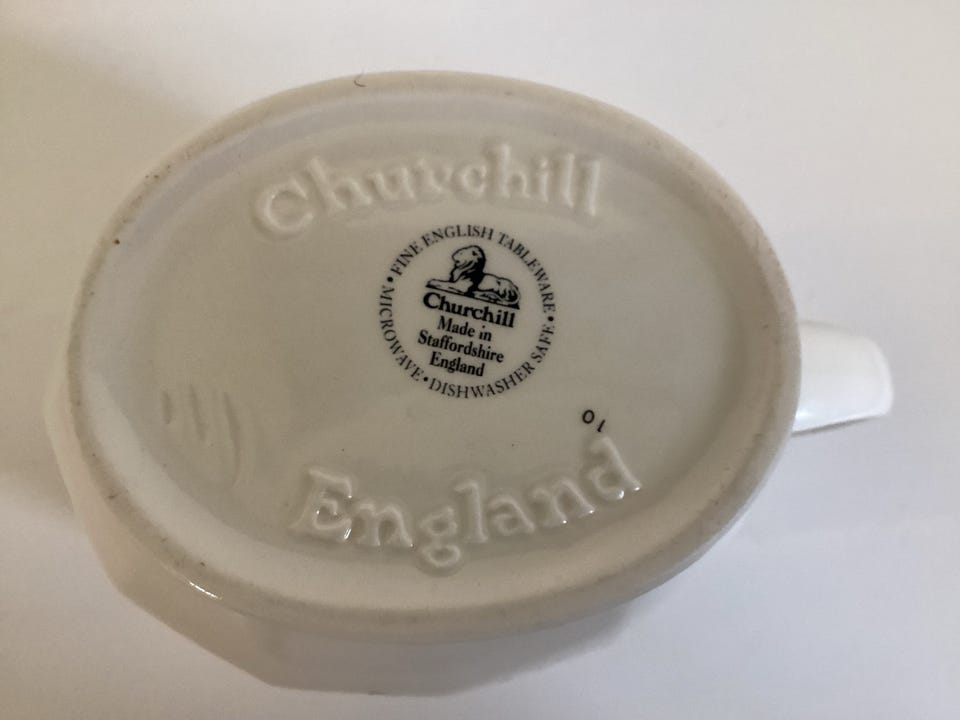 Churchill
FINE ENGLISH TABLEWARE •
Churchill
Made in
Staffordshire
England
• MICROWAVE • DISHWASHER SAFE •
10
England